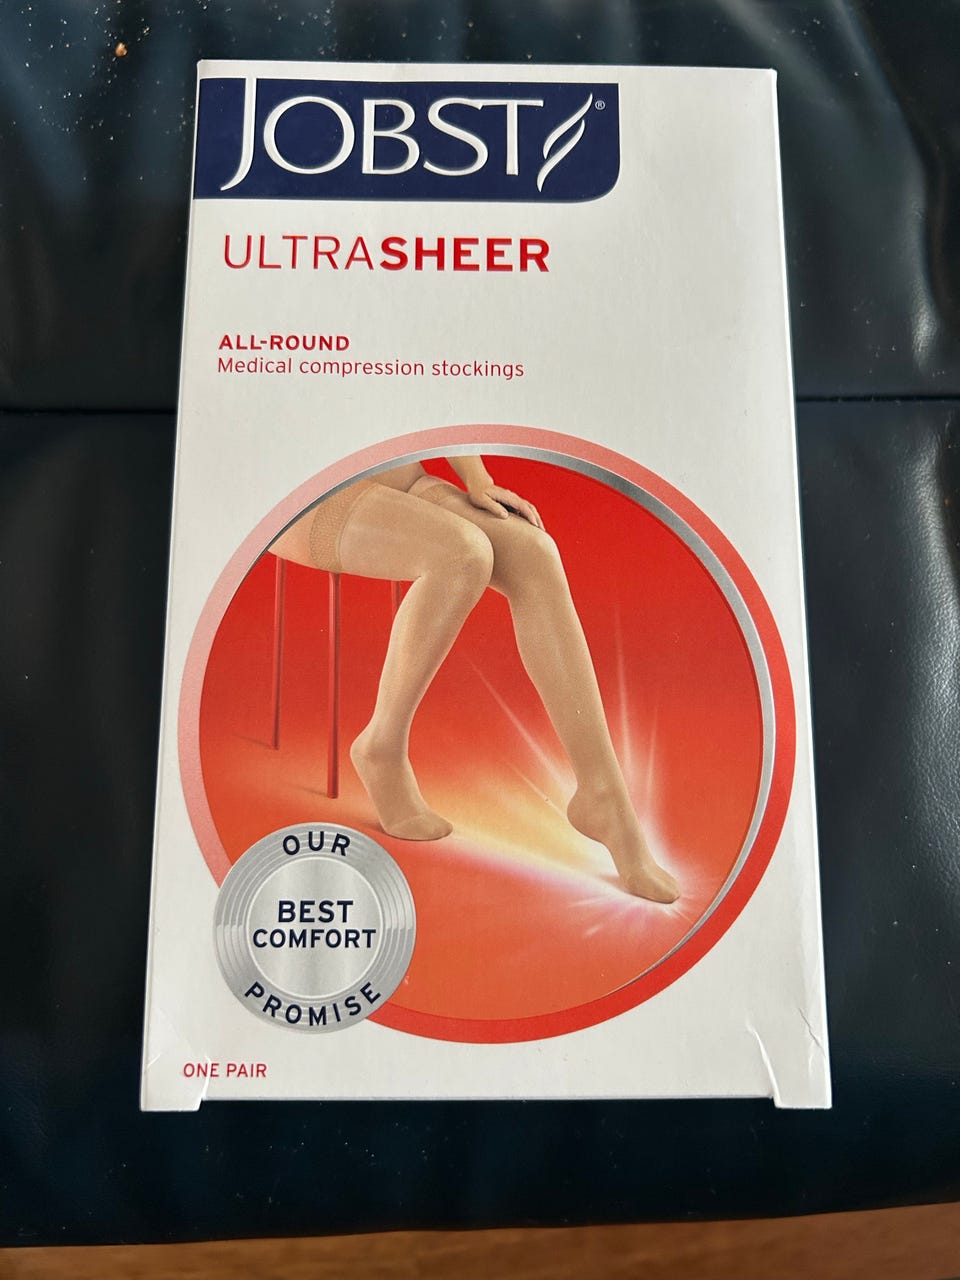 JOBST®
ULTRASHEER
ALL-ROUND
Medical compression stockings
OUR
BEST
COMFORT
PROMISE
ONE PAIR